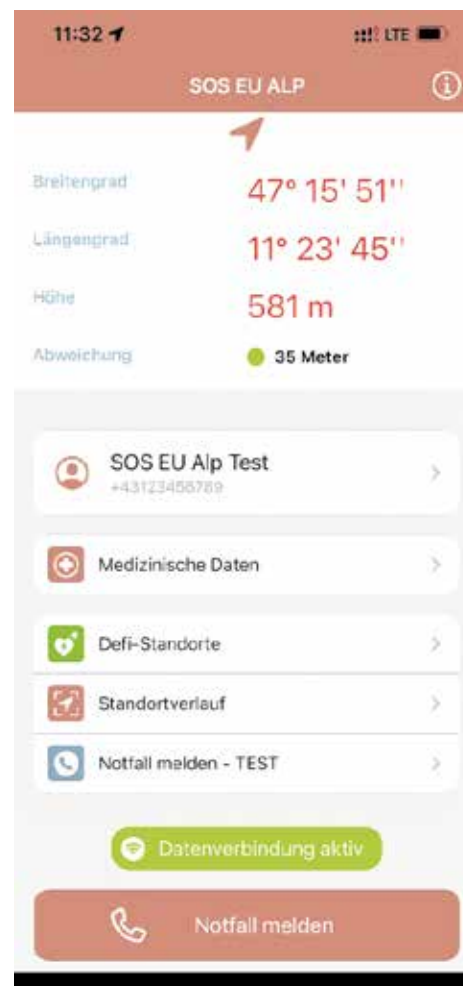 11:32
LTE
SOS EU ALP
Breitengrad 47° 15' 51''
Längengrad 11° 23' 45''
Höhe 581 m
Abweichung 35 Meter
SOS EU Alp Test
+43123456789
Medizinische Daten
Defi-Standorte
Standortverlauf
Notfall melden - TEST
Datenverbindung aktiv
Notfall melden